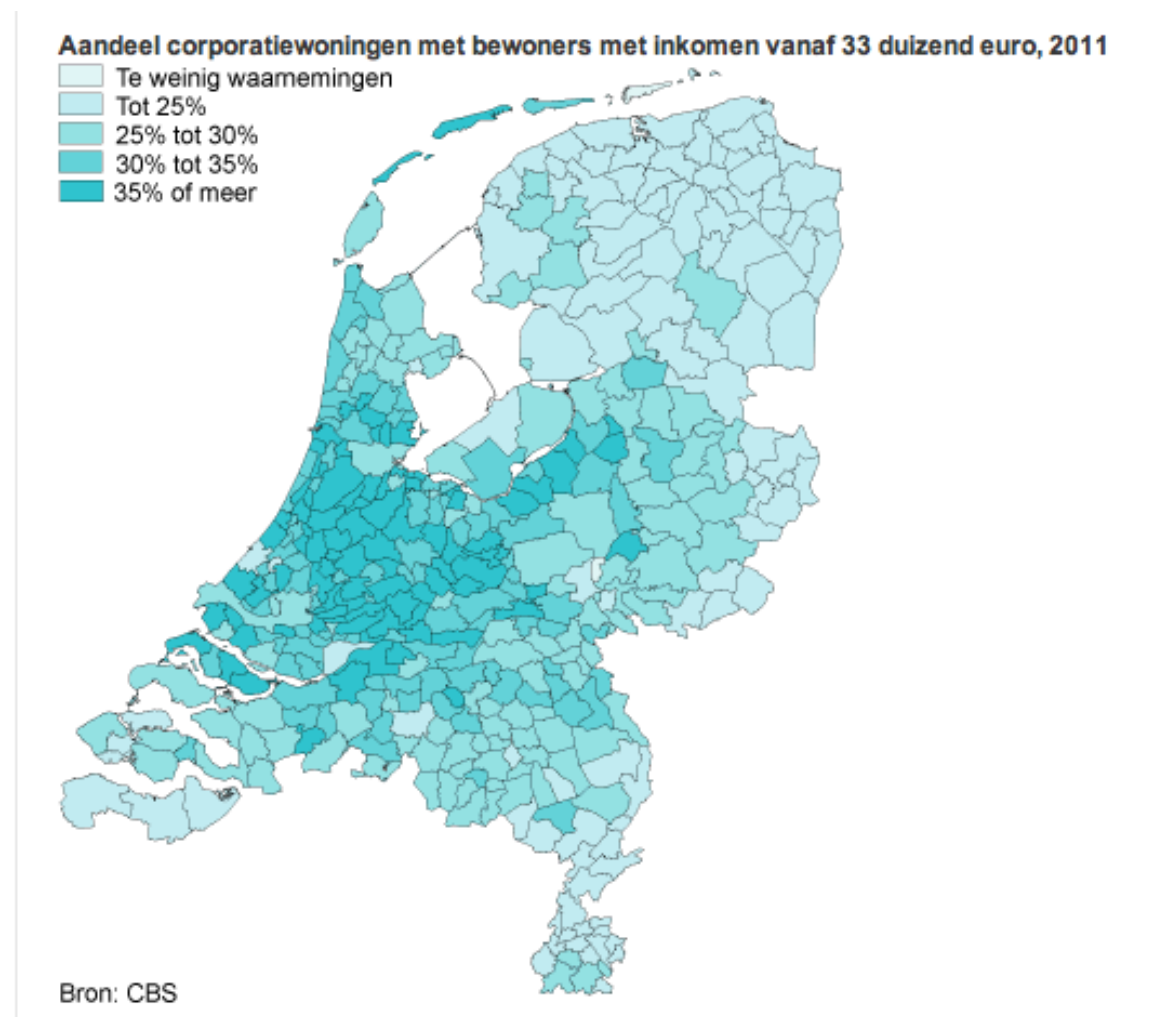 Aandeel corporatiewoningen met bewoners met inkomen vanaf 33 duizend euro, 2011
Te weinig waarnemingen
Tot 25%
25% tot 30%
30% tot 35%
35% of meer
Bron: CBS